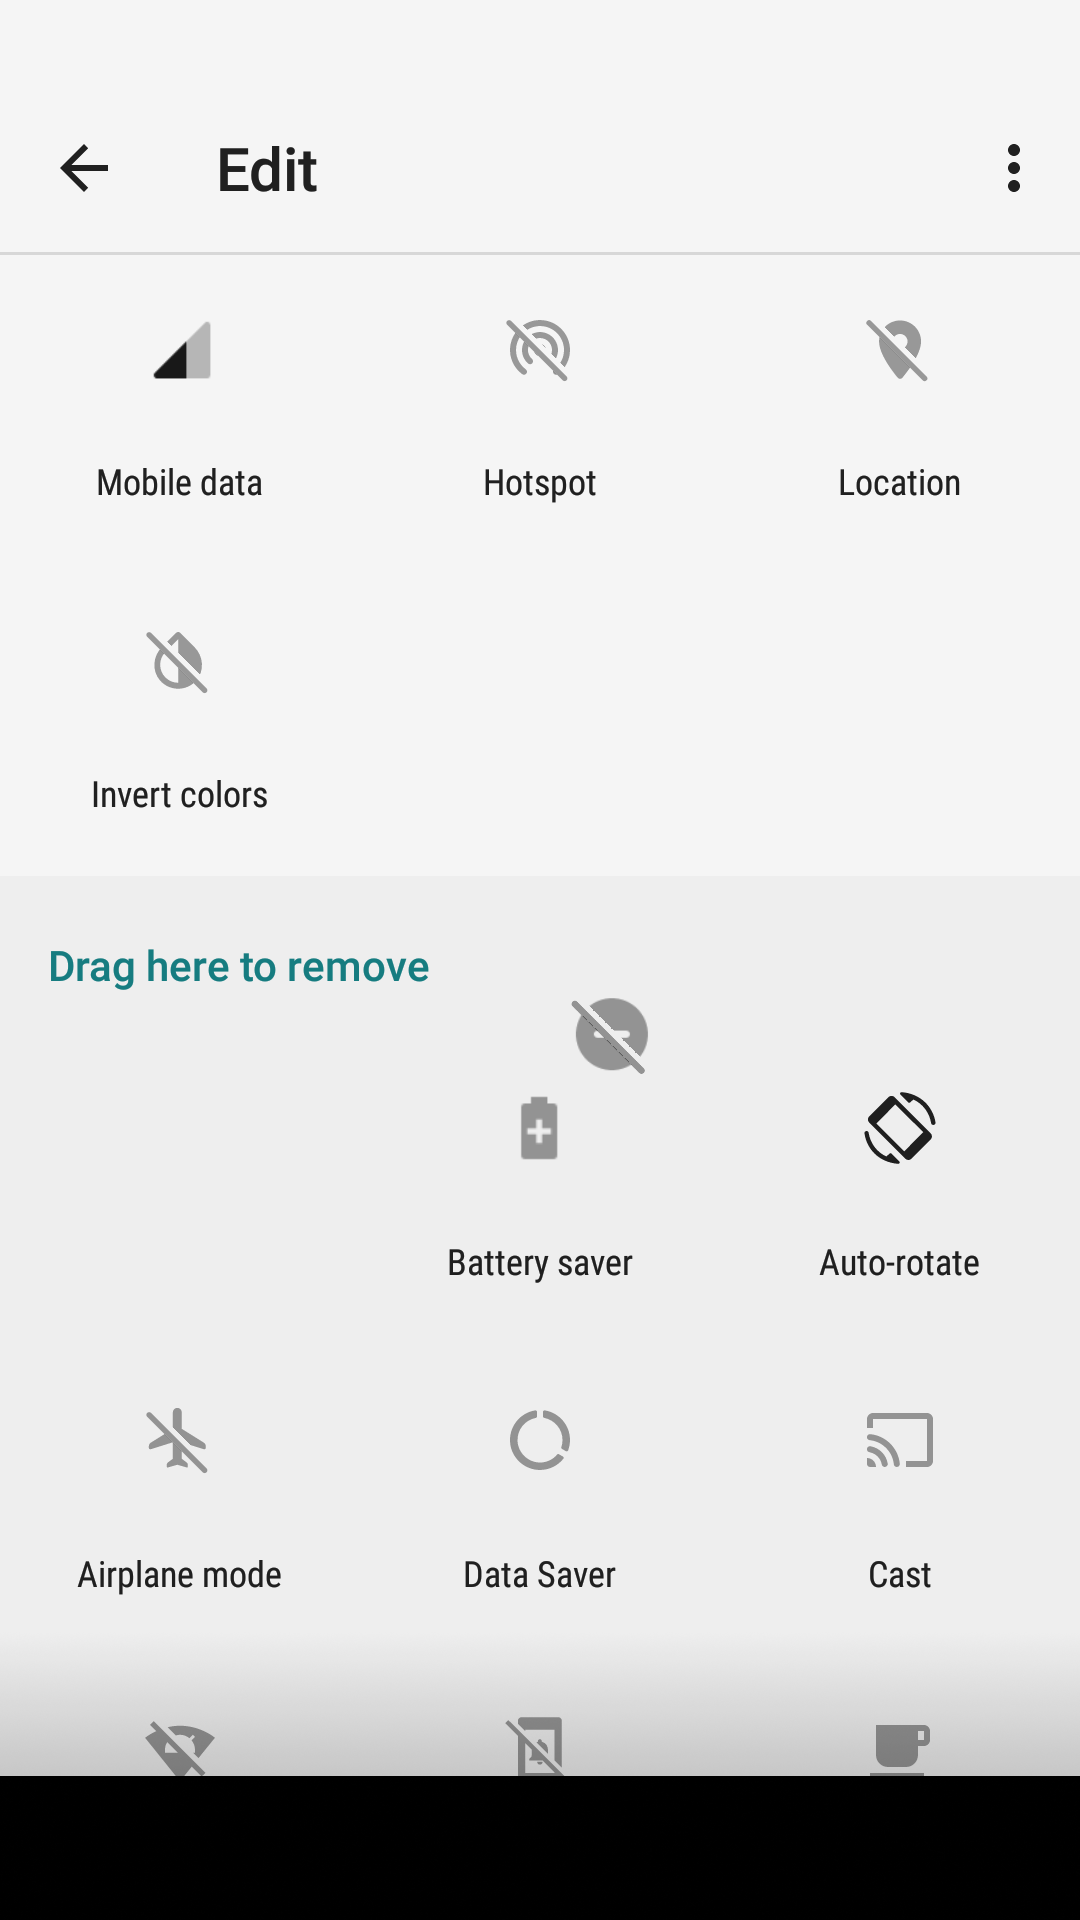 Edit
Mobile data
Hotspot
Location
Invert colors
Drag here to remove
Battery saver
Auto-rotate
Airplane mode
Data Saver
Cast